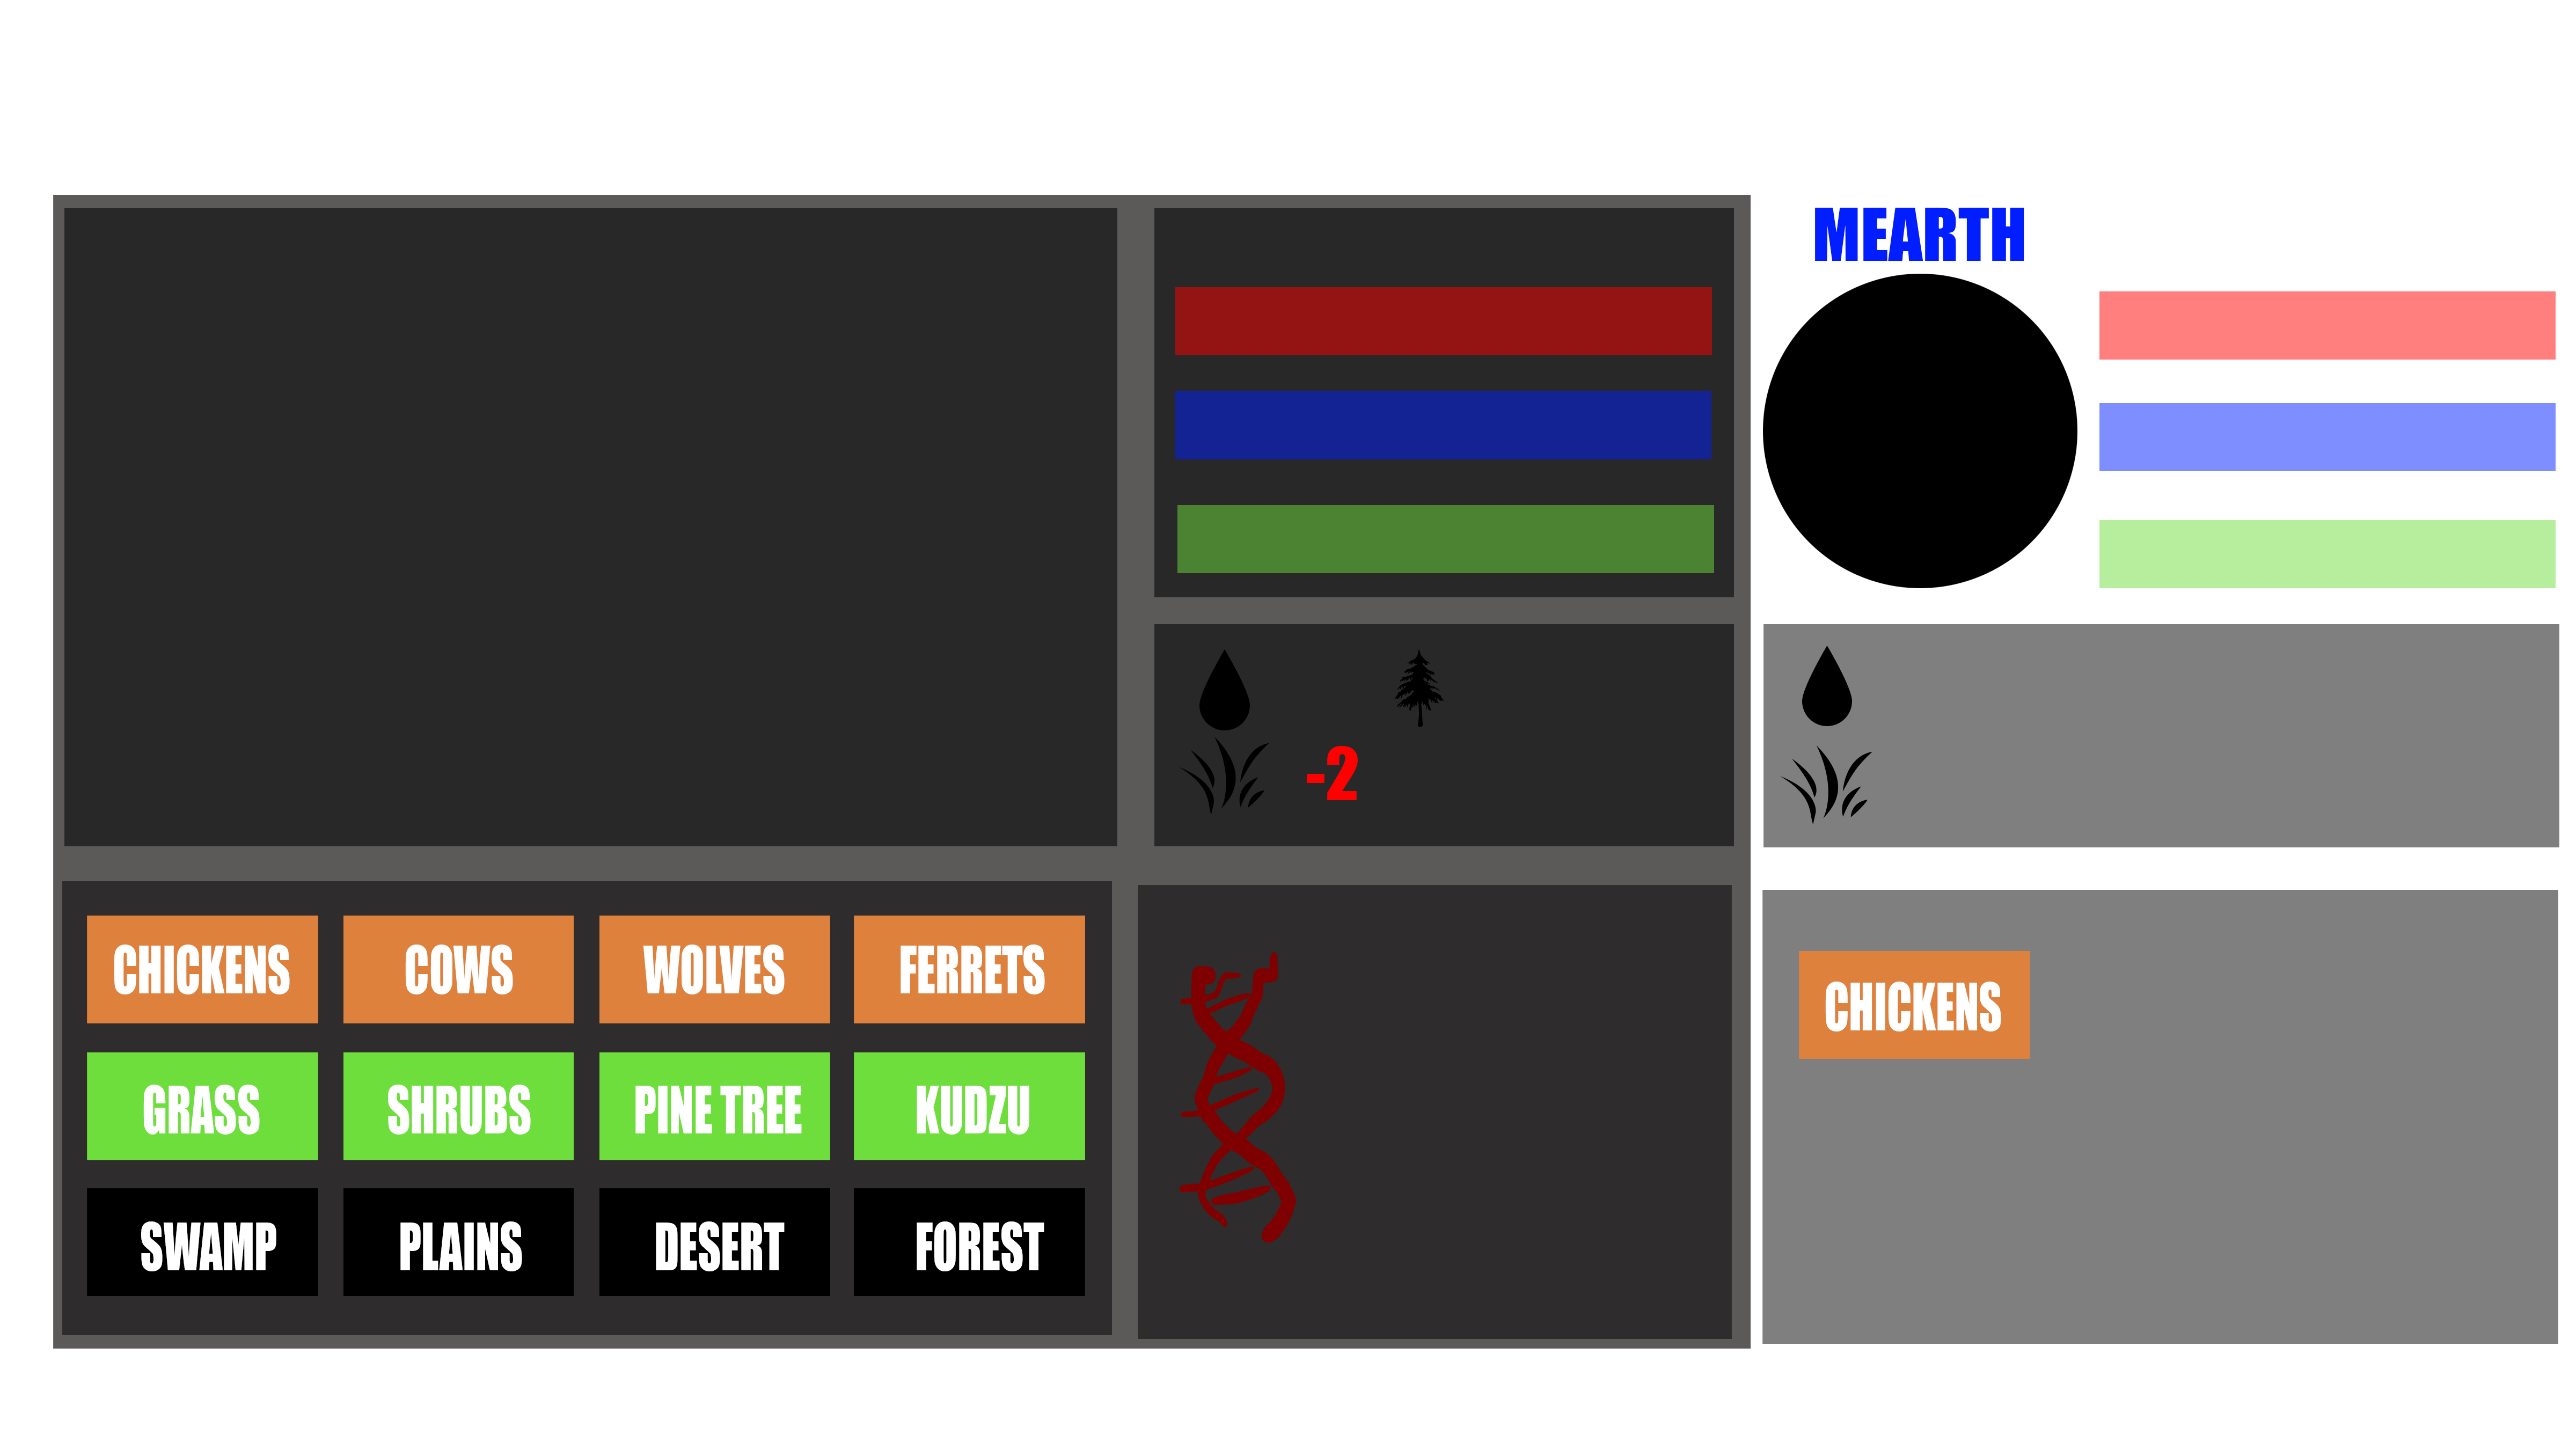 MEARTH
-2
CHICKENS COWS WOLVES FERRETS
GRASS SHRUBS PINE TREE KUDZU
SWAMP PLAINS DESERT FOREST
CHICKENS